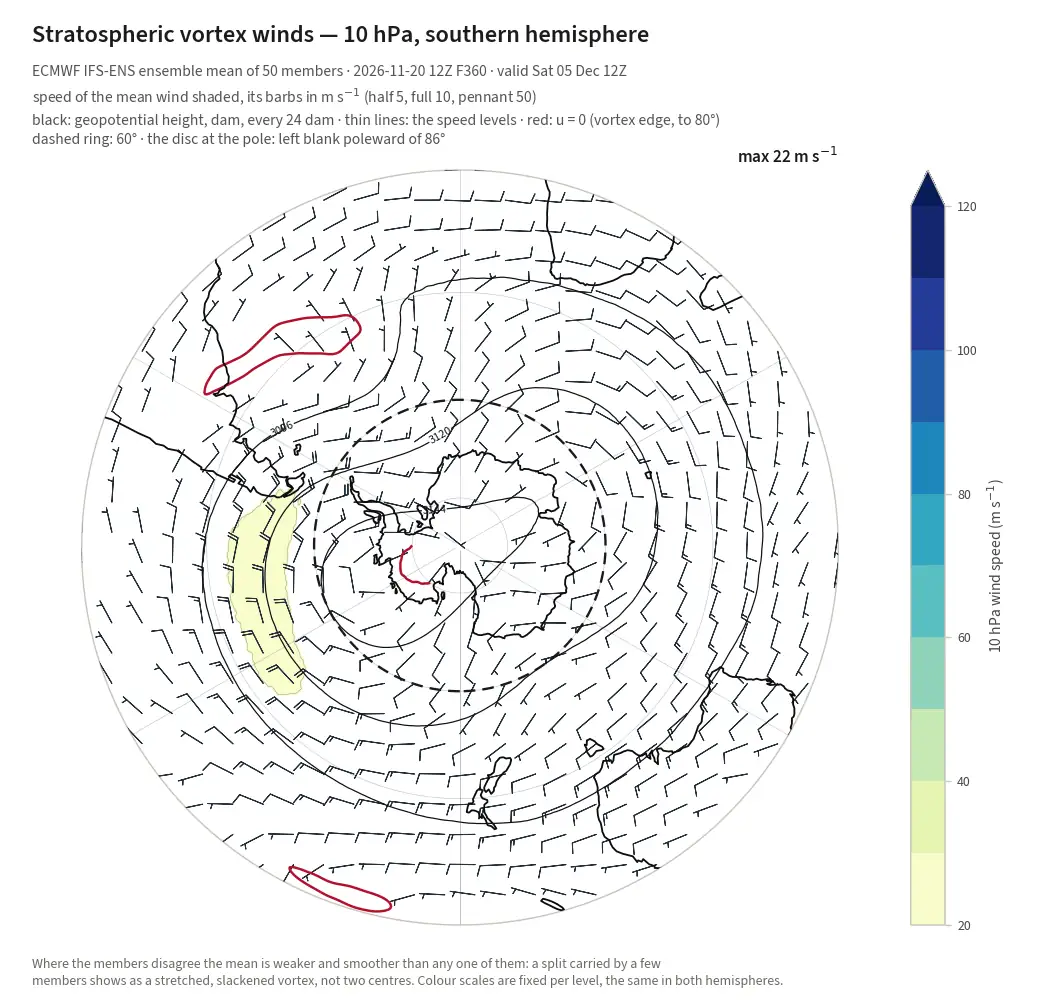 Stratospheric vortex winds — 10 hPa, southern hemisphere
ECMWF IFS-ENS ensemble mean of 50 members · 2026-11-20 12Z F360 · valid Sat 05 Dec 12Z
speed of the mean wind shaded, its barbs in m s⁻¹ (half 5, full 10, pennant 50)
black: geopotential height, dam, every 24 dam · thin lines: the speed levels · red: u = 0 (vortex edge, to 80°)
dashed ring: 60° · the disc at the pole: left blank poleward of 86°
max 22 m s⁻¹
120
100
80
60
40
20
10 hPa wind speed (m s⁻¹)
3096
3120
Where the members disagree the mean is weaker and smoother than any one of them: a split carried by a few
members shows as a stretched, slackened vortex, not two centres. Colour scales are fixed per level, the same in both hemispheres.